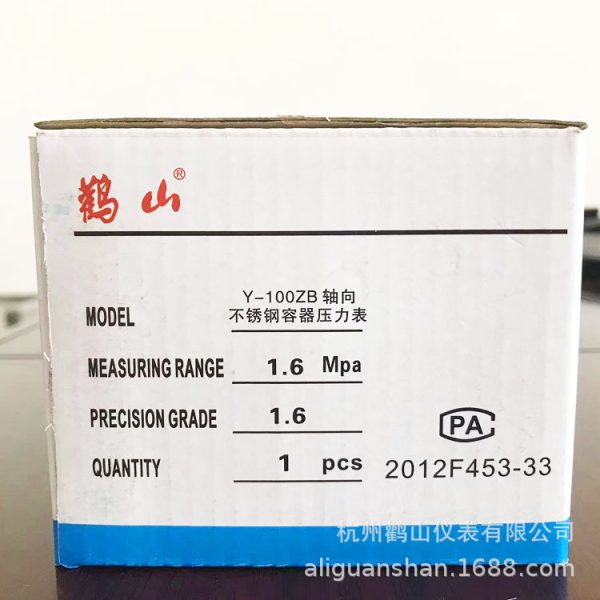 鹳山®
Y-100ZB 轴向
MODEL 不锈钢容器压力表
MEASURING RANGE 1.6 Mpa
PRECISION GRADE 1.6
QUANTITY 1 pcs
PA
2012F453-33
杭州鹳山仪表有限公司
aliguanshan.1688.com